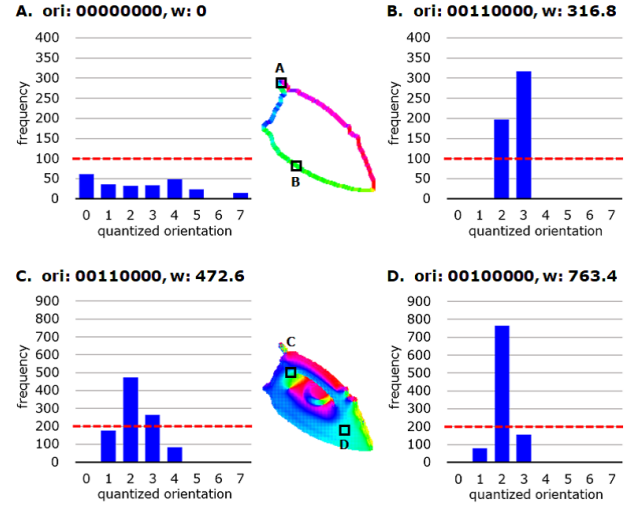 A. ori: 00000000, w: 0
frequency
400
350
300
250
200
150
100
50
0
0 1 2 3 4 5 6 7
quantized orientation
A
B
B. ori: 00110000, w: 316.8
frequency
400
350
300
250
200
150
100
50
0
0 1 2 3 4 5 6 7
quantized orientation
C. ori: 00110000, w: 472.6
frequency
900
800
700
600
500
400
300
200
100
0
0 1 2 3 4 5 6 7
quantized orientation
C
D
D. ori: 00100000, w: 763.4
frequency
900
800
700
600
500
400
300
200
100
0
0 1 2 3 4 5 6 7
quantized orientation